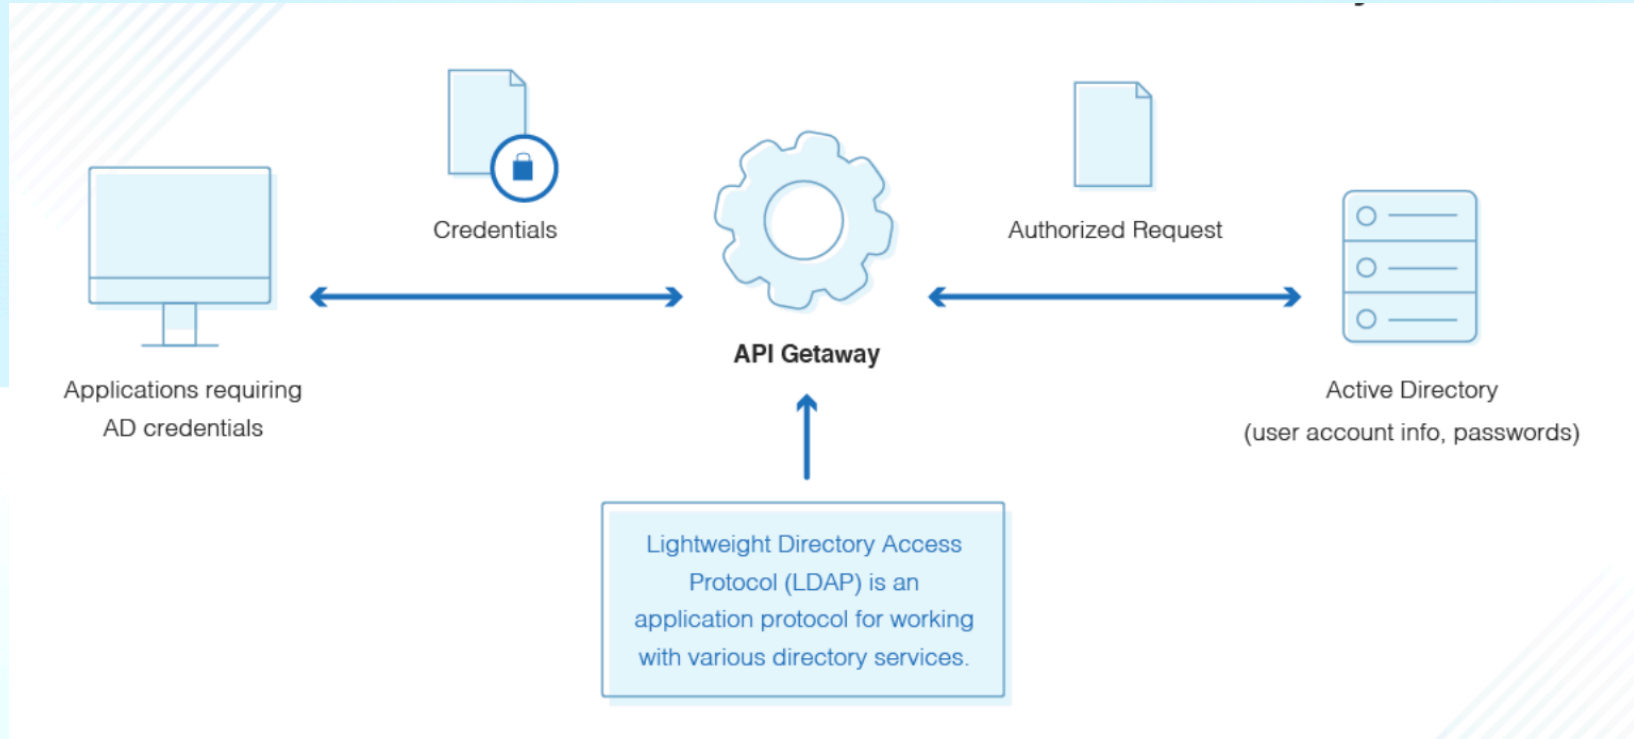 Credentials
Authorized Request
API Getaway
Applications requiring
AD credentials
Active Directory
(user account info, passwords)
Lightweight Directory Access
Protocol (LDAP) is an
application protocol for working
with various directory services.